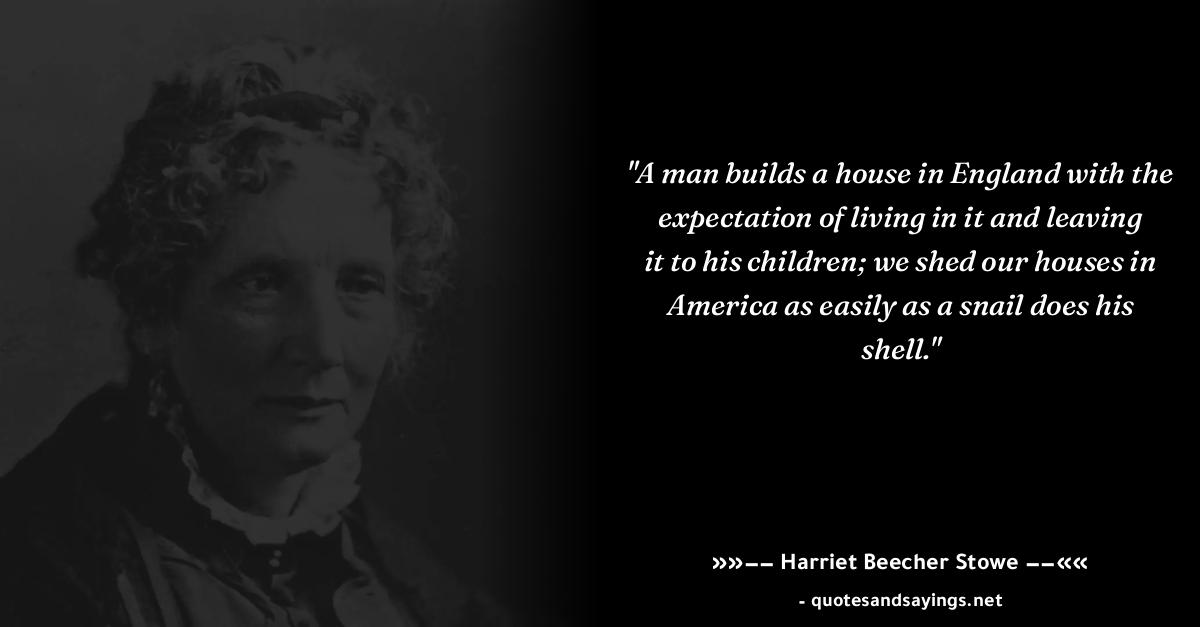 "A man builds a house in England with the
expectation of living in it and leaving
it to his children; we shed our houses in
America as easily as a snail does his
shell."
»»–– Harriet Beecher Stowe ––««
- quotesandsayings.net